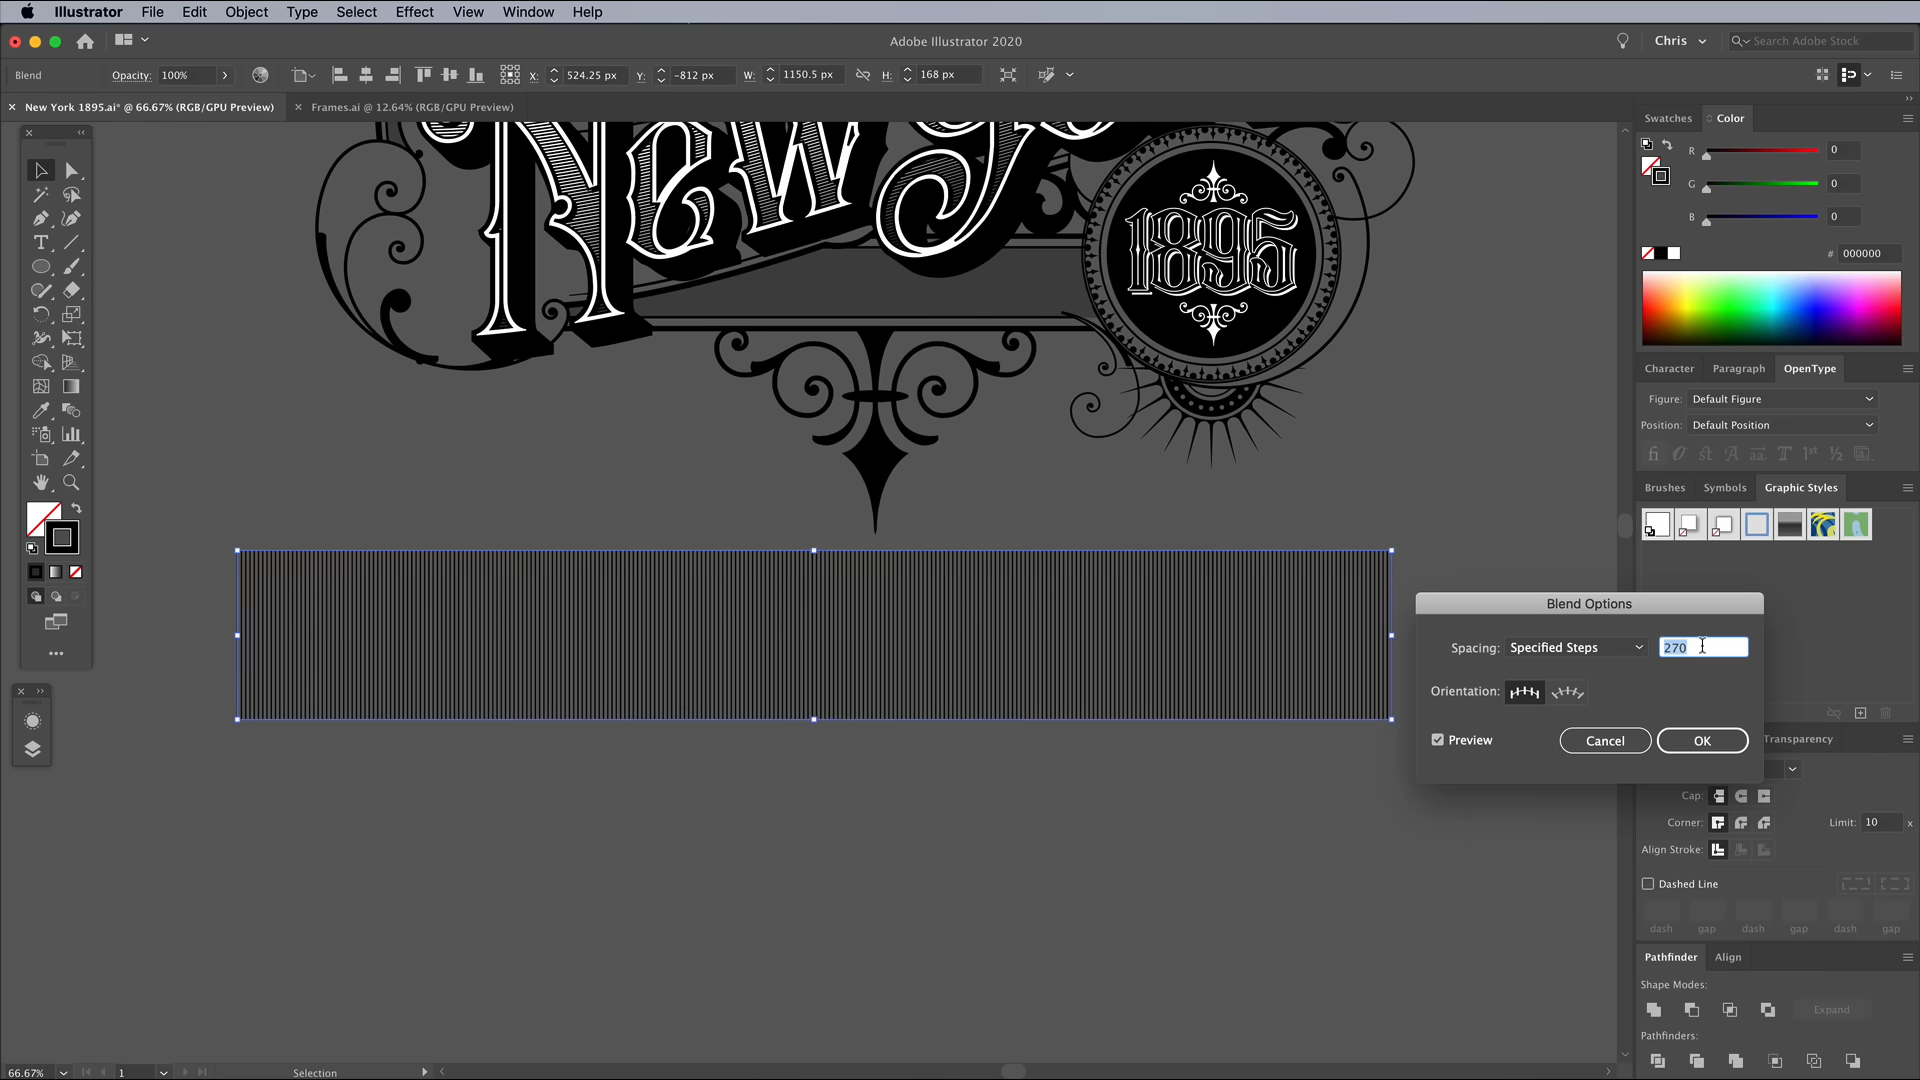 Illustrator File Edit Object Type Select Effect View Window Help
Adobe Illustrator 2020
Chris
Search Adobe Stock
Blend Opacity: 100% X: 524.25 px Y: -812 px W: 1150.5 px H: 168 px
New York 1895.ai* @ 66.67% (RGB/GPU Preview)
Frames.ai @ 12.64% (RGB/GPU Preview)
Swatches Color
R 0
G 0
B 0
# 000000
1895
Character Paragraph OpenType
Figure: Default Figure
Position: Default Position
Brushes Symbols Graphic Styles
Blend Options
Spacing: Specified Steps 270
Orientation:
Preview Cancel OK
Transparency
Cap:
Corner: Limit: 10 x
Align Stroke:
Dashed Line
dash gap dash gap dash gap
Pathfinder Align
Shape Modes:
Expand
Pathfinders:
66.67% 1 Selection